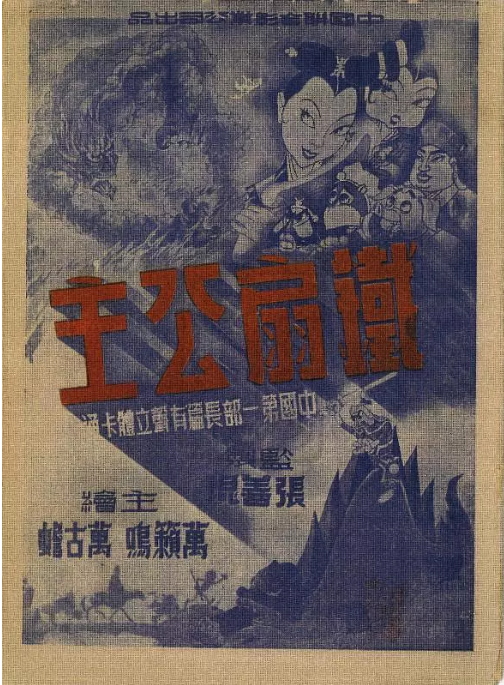 中國聯合影業公司出品
鐵扇公主
中國第一部長篇有聲立體卡通
監製
張善琨
主繪
萬籟鳴 萬古蟾